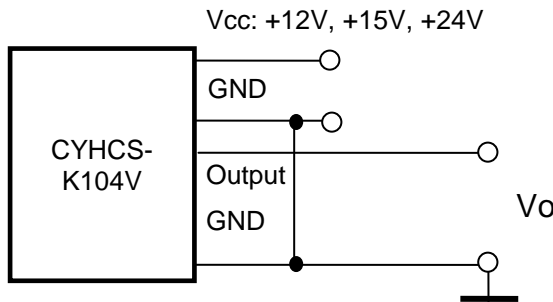 Vcc: +12V, +15V, +24V
GND
CYHCS-
K104V
Output
GND
Vo